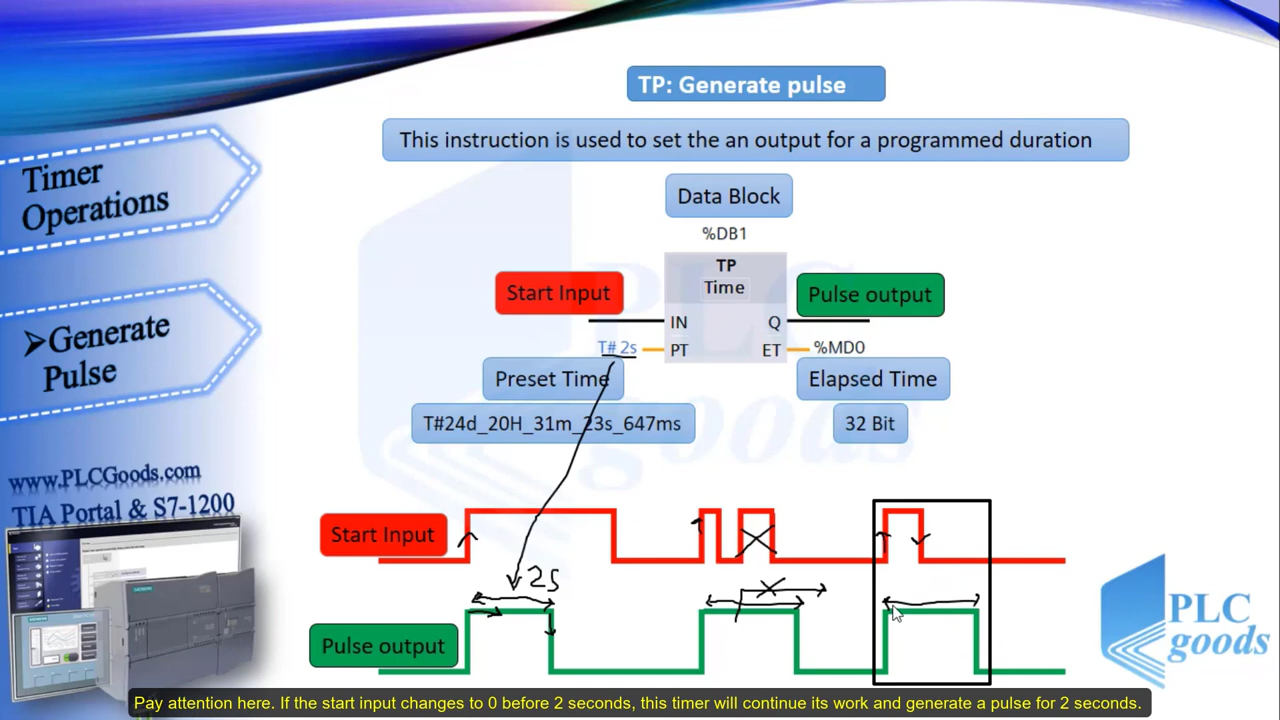 TP: Generate pulse
This instruction is used to set the an output for a programmed duration
Timer
Operations
Data Block
%DB1
TP
Time
Start Input
Pulse output
IN
Q
T# 2s
PT
ET
%MD0
Generate
Pulse
Preset Time
Elapsed Time
T#24d_20H_31m_23s_647ms
32 Bit
PLC
goods
www.PLCGoods.com
TIA Portal & S7-1200
Start Input
2S
Pulse output
PLC
goods
SIEMENS
Pay attention here. If the start input changes to 0 before 2 seconds, this timer will continue its work and generate a pulse for 2 seconds.